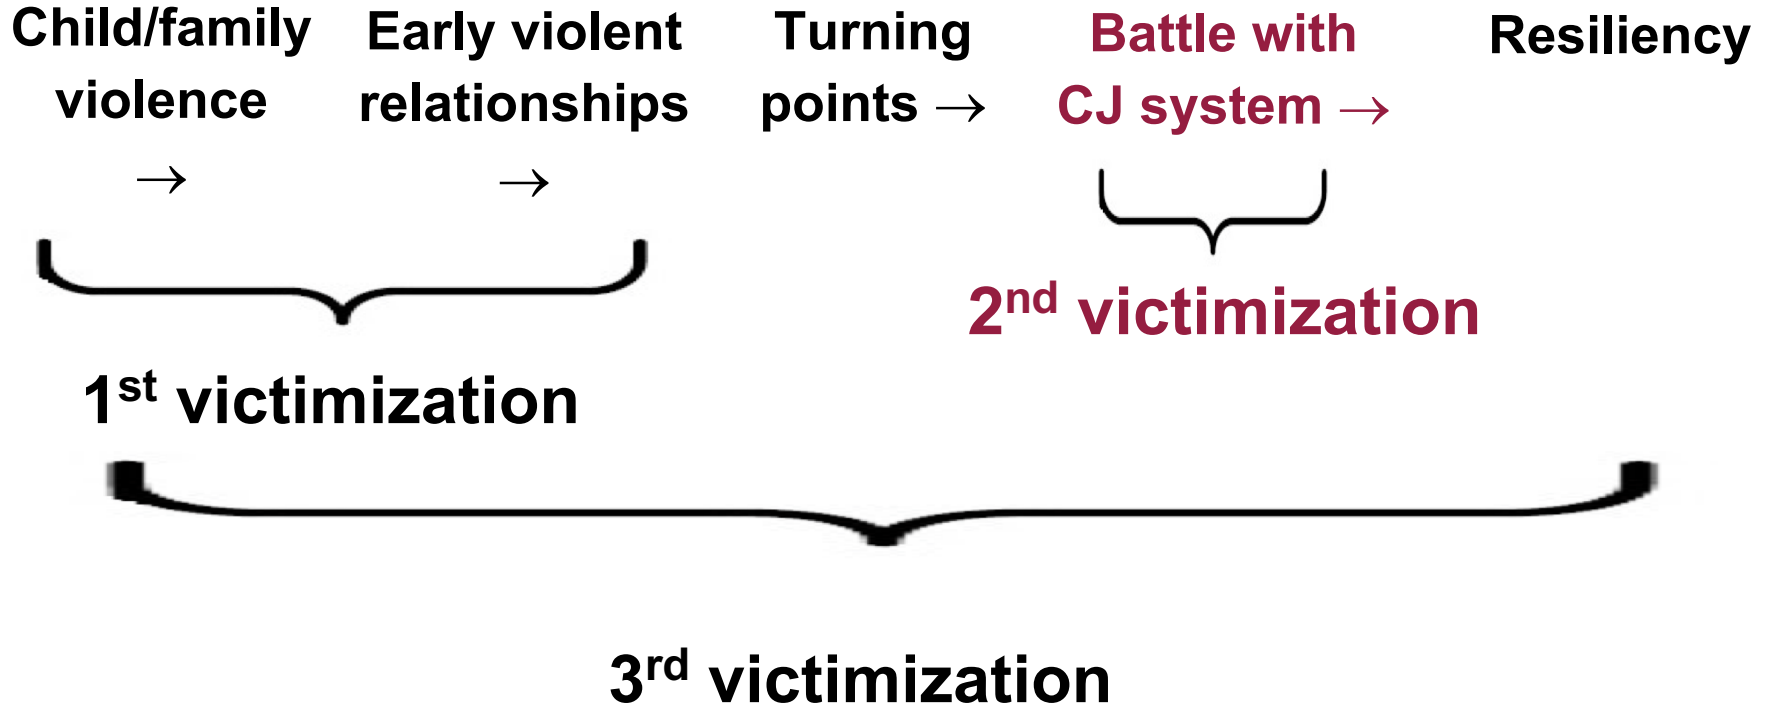 Child/family
violence
→
Early violent
relationships
→
Turning
points →
Battle with
CJ system →
Resiliency
1st victimization
2nd victimization
3rd victimization